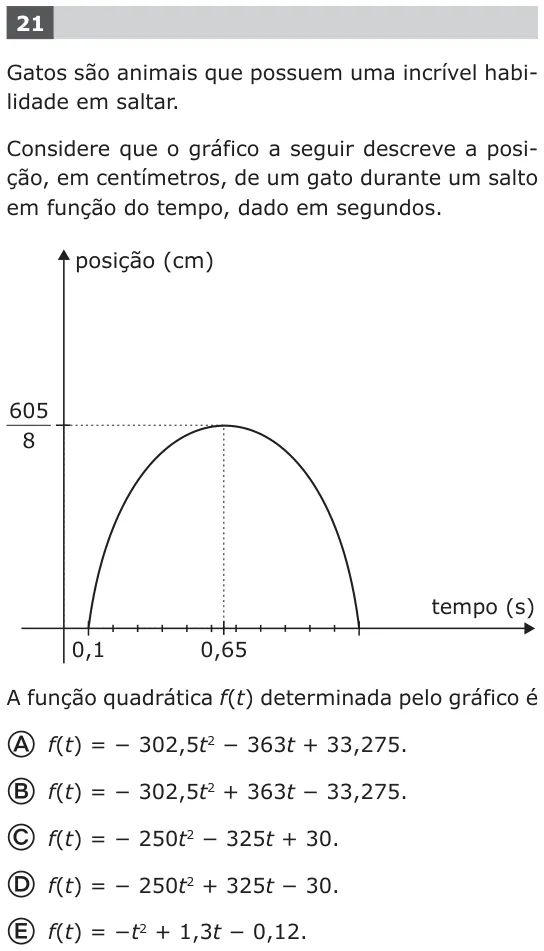 21
Gatos são animais que possuem uma incrível habi-
lidade em saltar.
Considere que o gráfico a seguir descreve a posi-
ção, em centímetros, de um gato durante um salto
em função do tempo, dado em segundos.
posição (cm)
605
8
tempo (s)
0,1
0,65
A função quadrática f(t) determinada pelo gráfico é
A f(t) = − 302,5t² − 363t + 33,275.
B f(t) = − 302,5t² + 363t − 33,275.
C f(t) = − 250t² − 325t + 30.
D f(t) = − 250t² + 325t − 30.
E f(t) = −t² + 1,3t − 0,12.